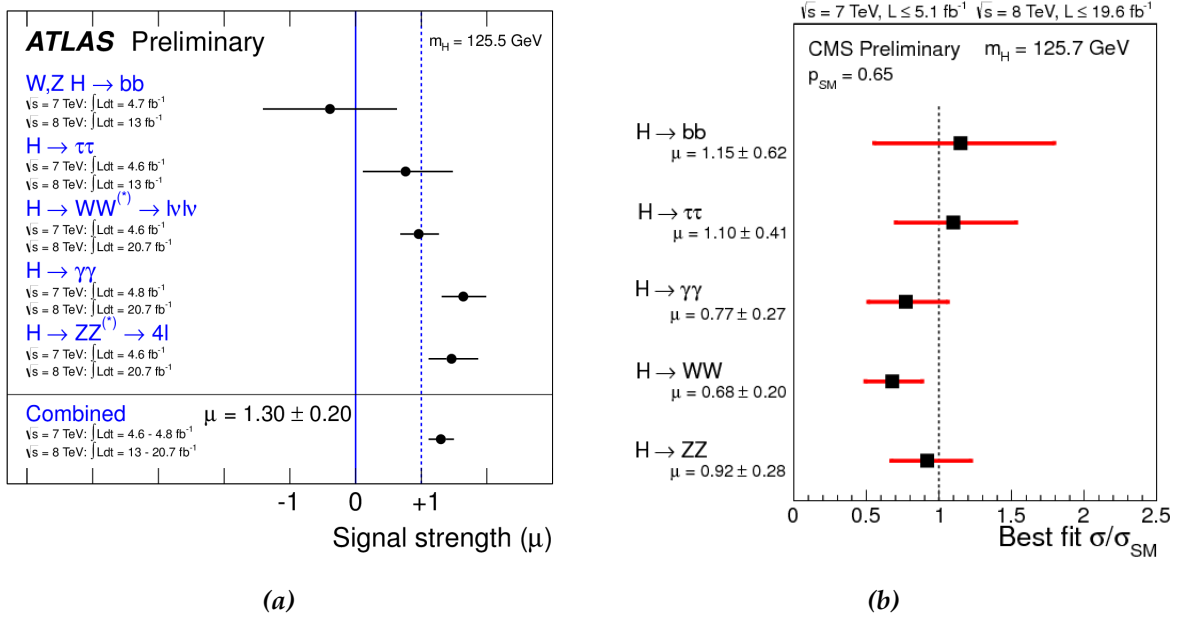 ATLAS Preliminary
m_H = 125.5 GeV
W,Z H → bb
√s = 7 TeV: ∫Ldt = 4.7 fb⁻¹
√s = 8 TeV: ∫Ldt = 13 fb⁻¹
H → ττ
√s = 7 TeV: ∫Ldt = 4.6 fb⁻¹
√s = 8 TeV: ∫Ldt = 13 fb⁻¹
H → WW⁽*⁾ → lνlν
√s = 7 TeV: ∫Ldt = 4.6 fb⁻¹
√s = 8 TeV: ∫Ldt = 20.7 fb⁻¹
H → γγ
√s = 7 TeV: ∫Ldt = 4.8 fb⁻¹
√s = 8 TeV: ∫Ldt = 20.7 fb⁻¹
H → ZZ⁽*⁾ → 4l
√s = 7 TeV: ∫Ldt = 4.6 fb⁻¹
√s = 8 TeV: ∫Ldt = 20.7 fb⁻¹
Combined
μ = 1.30 ± 0.20
√s = 7 TeV: ∫Ldt = 4.6 - 4.8 fb⁻¹
√s = 8 TeV: ∫Ldt = 13 - 20.7 fb⁻¹
-1 0 +1
Signal strength (μ)
(a)
√s = 7 TeV, L ≤ 5.1 fb⁻¹ √s = 8 TeV, L ≤ 19.6 fb⁻¹
CMS Preliminary m_H = 125.7 GeV
p_SM = 0.65
H → bb
μ = 1.15 ± 0.62
H → ττ
μ = 1.10 ± 0.41
H → γγ
μ = 0.77 ± 0.27
H → WW
μ = 0.68 ± 0.20
H → ZZ
μ = 0.92 ± 0.28
0 0.5 1 1.5 2 2.5
Best fit σ/σ_SM
(b)